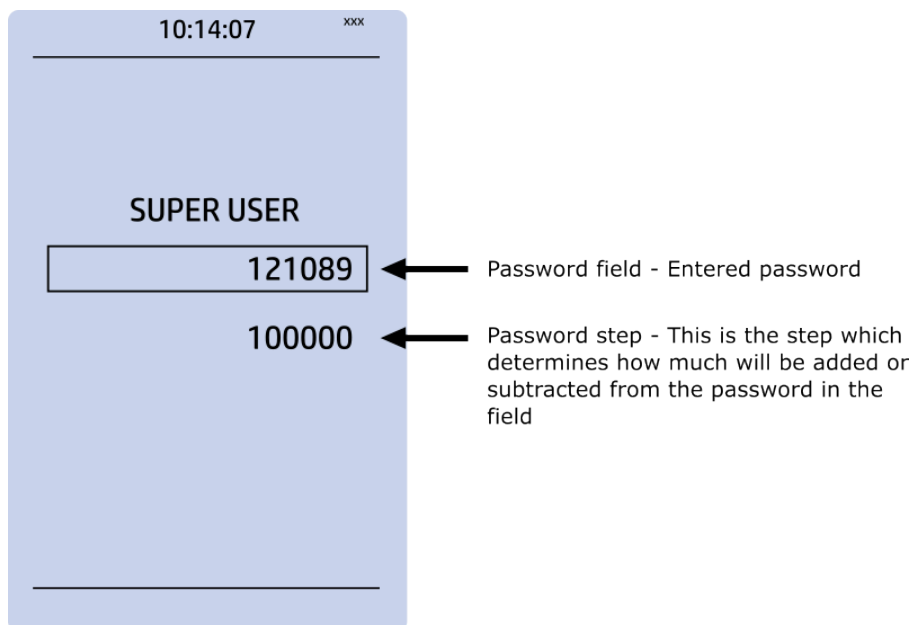 10:14:07 xxx
SUPER USER
121089
Password field - Entered password
100000
Password step - This is the step which
determines how much will be added or
subtracted from the password in the
field